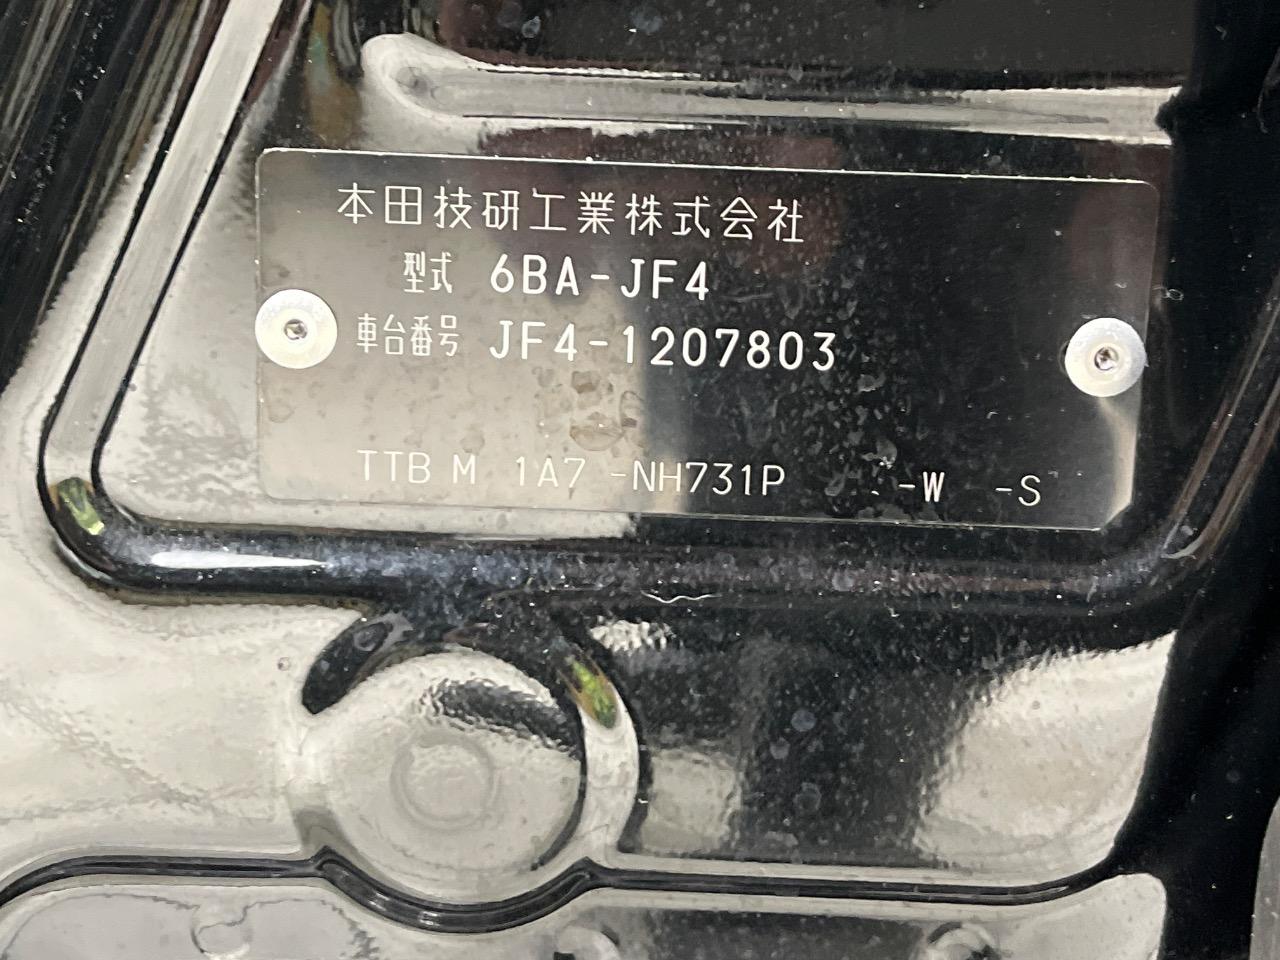 本田技研工業株式会社
型式 6BA-JF4
車台番号 JF4-1207803
TTB M 1A7 -NH731P -W -S